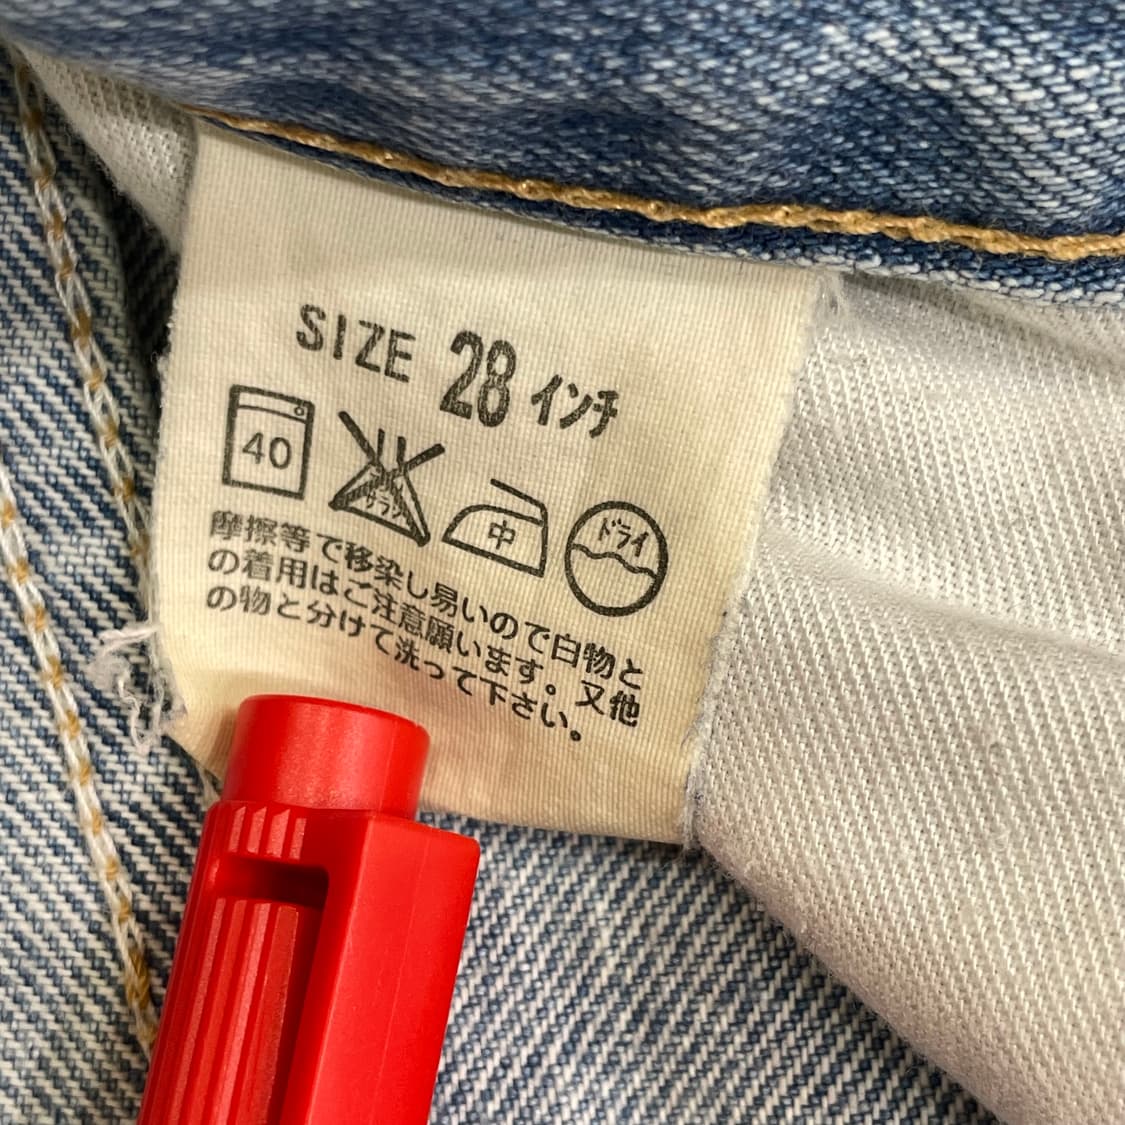 SIZE 28 インチ
40
サラシ
中
ドライ
摩擦等で移染し易いので白物と
の着用はご注意願います。又他
の物と分けて洗って下さい。